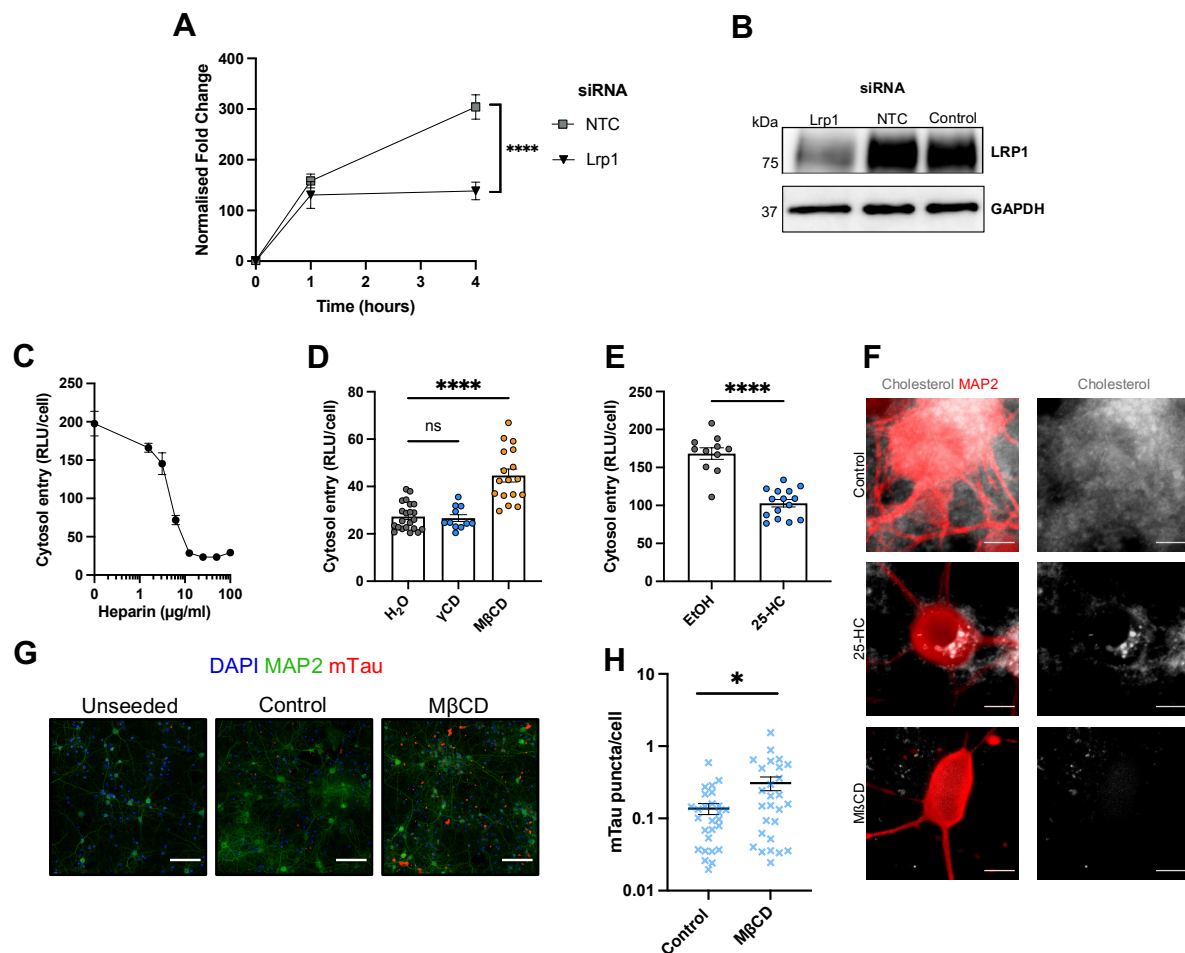 A
400
300
200
100
0
Normalised Fold Change
0 1 2 3 4
Time (hours)
****
siRNA
NTC
Lrp1
B
siRNA
kDa Lrp1 NTC Control
75 LRP1
37 GAPDH
C
250
200
150
100
50
0
Cytosol entry (RLU/cell)
0 1 10 100
Heparin (µg/ml)
D
80
60
40
20
0
Cytosol entry (RLU/cell)
****
ns
H₂O γCD MβCD
E
250
200
150
100
50
0
Cytosol entry (RLU/cell)
****
EtOH 25-HC
F
Cholesterol MAP2 Cholesterol
Control
25-HC
MβCD
G
DAPI MAP2 mTau
Unseeded Control MβCD
H
10
1
0.1
0.01
mTau puncta/cell
*
Control MβCD